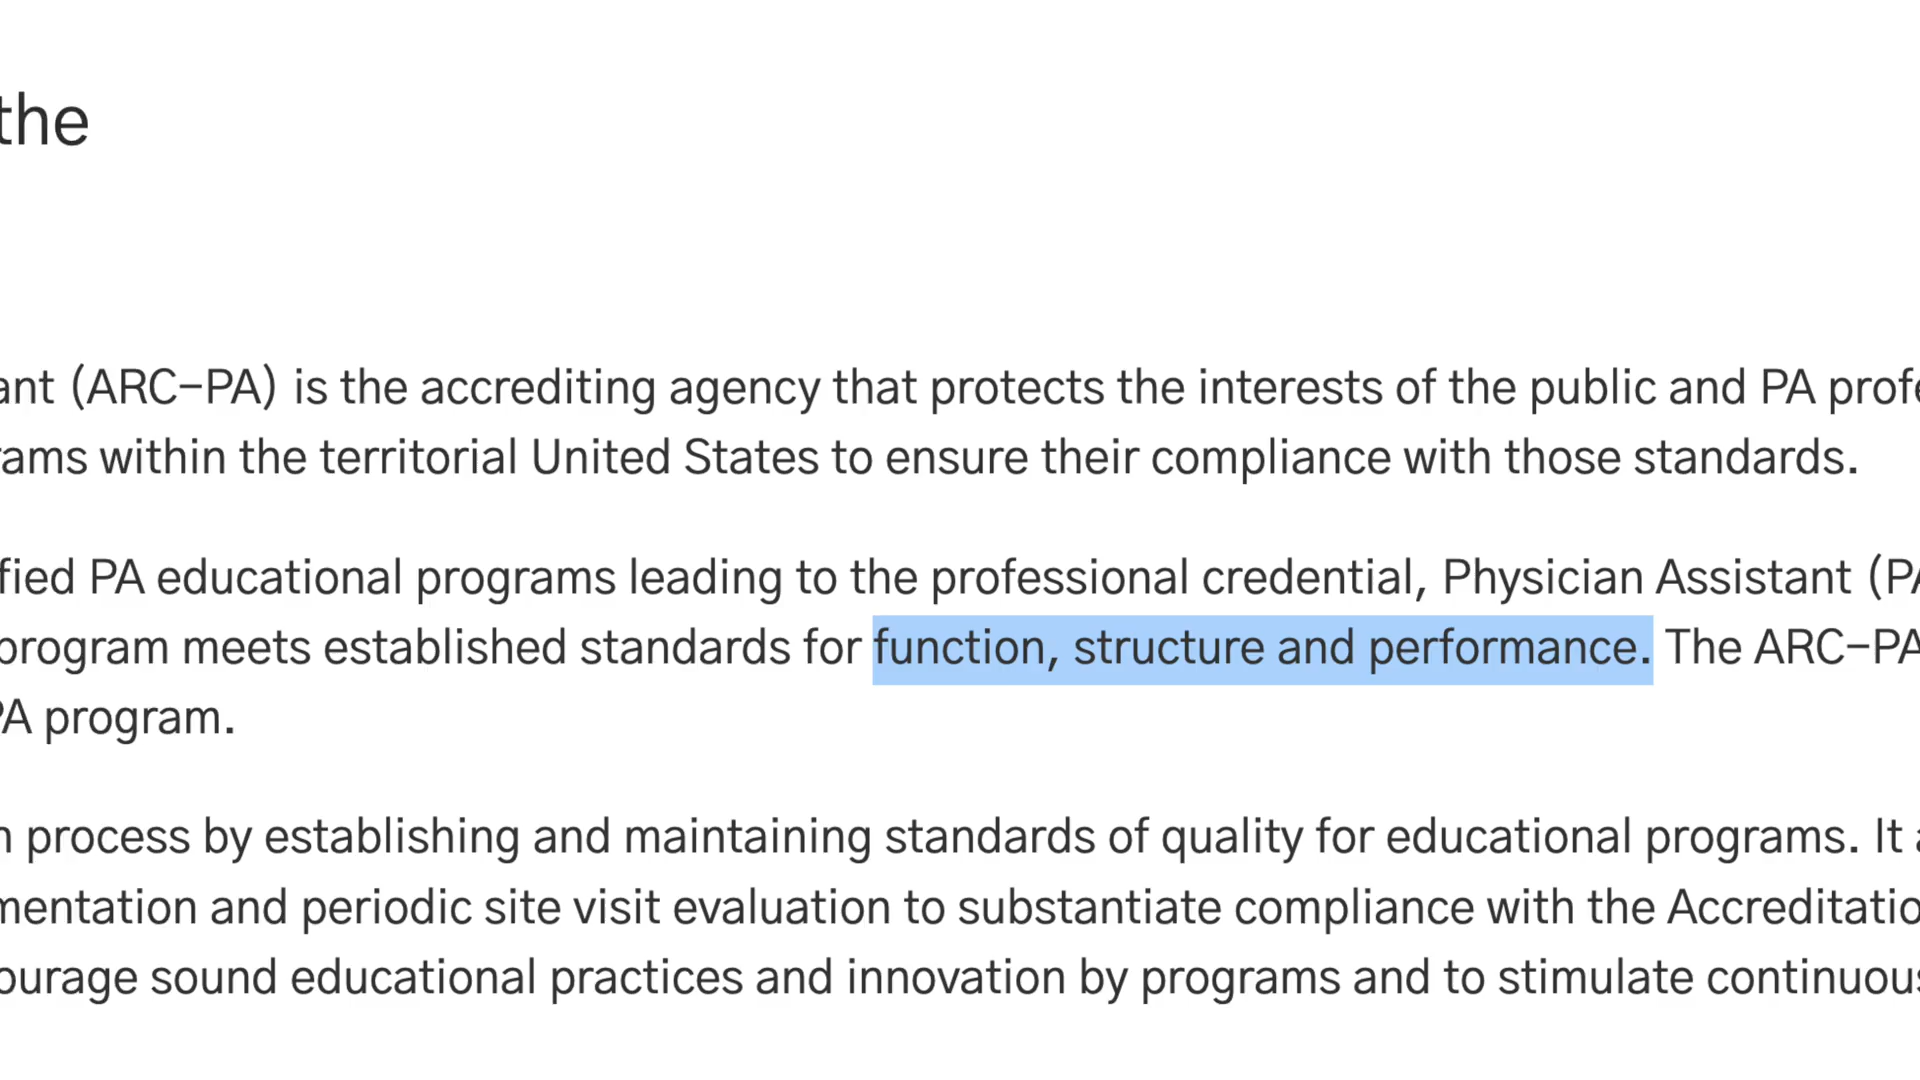 the
ant (ARC-PA) is the accrediting agency that protects the interests of the public and PA profe
rams within the territorial United States to ensure their compliance with those standards.
fied PA educational programs leading to the professional credential, Physician Assistant (PA
program meets established standards for function, structure and performance. The ARC-PA
PA program.
n process by establishing and maintaining standards of quality for educational programs. It a
mentation and periodic site visit evaluation to substantiate compliance with the Accreditatio
ourage sound educational practices and innovation by programs and to stimulate continuous